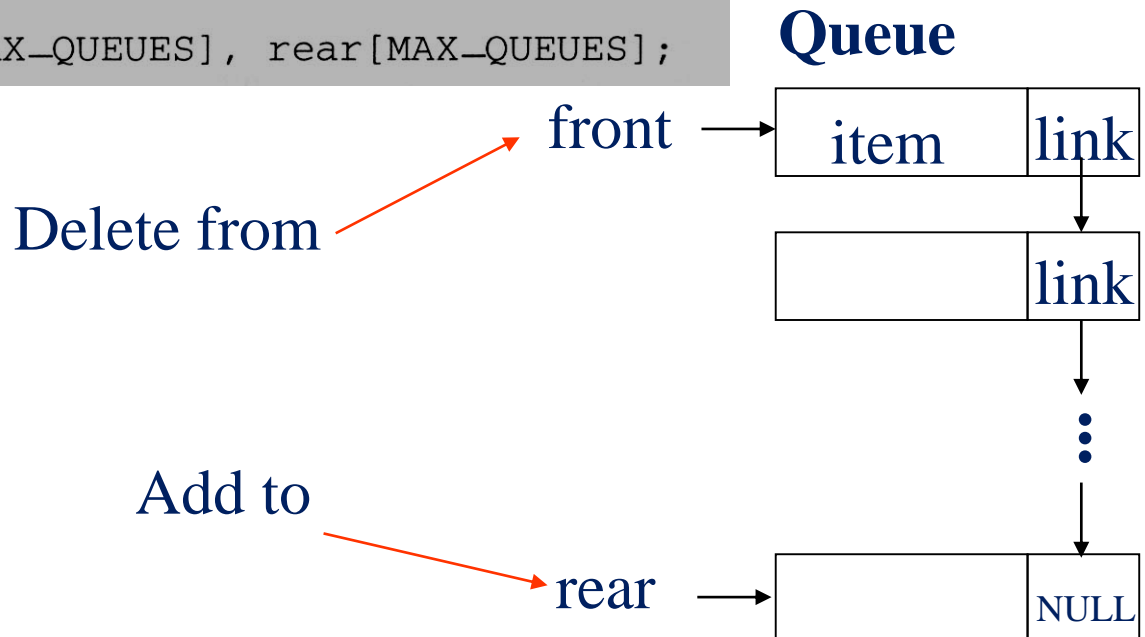 X_QUEUES], rear[MAX_QUEUES];
Queue
front
item link
Delete from
link
Add to
rear
NULL